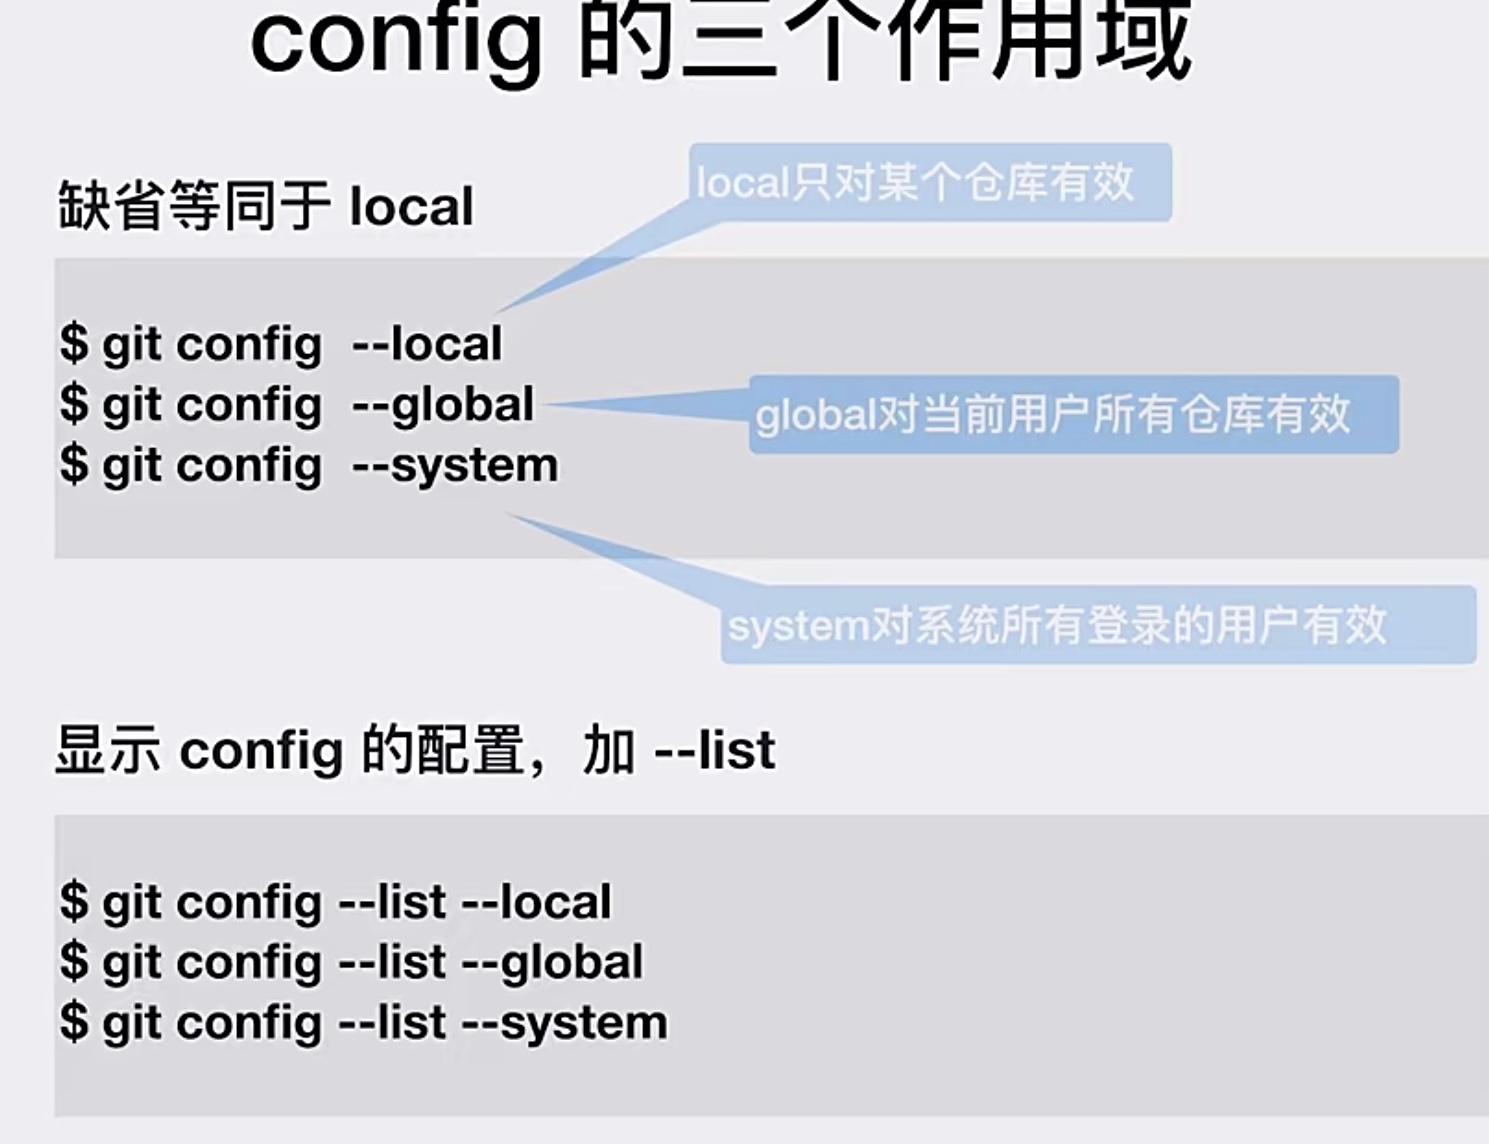 config 的三个作用域
local只对某个仓库有效
缺省等同于 local
$ git config  --local
$ git config  --global
global对当前用户所有仓库有效
$ git config  --system
system对系统所有登录的用户有效
显示 config 的配置，加 --list
$ git config --list --local
$ git config --list --global
$ git config --list --system